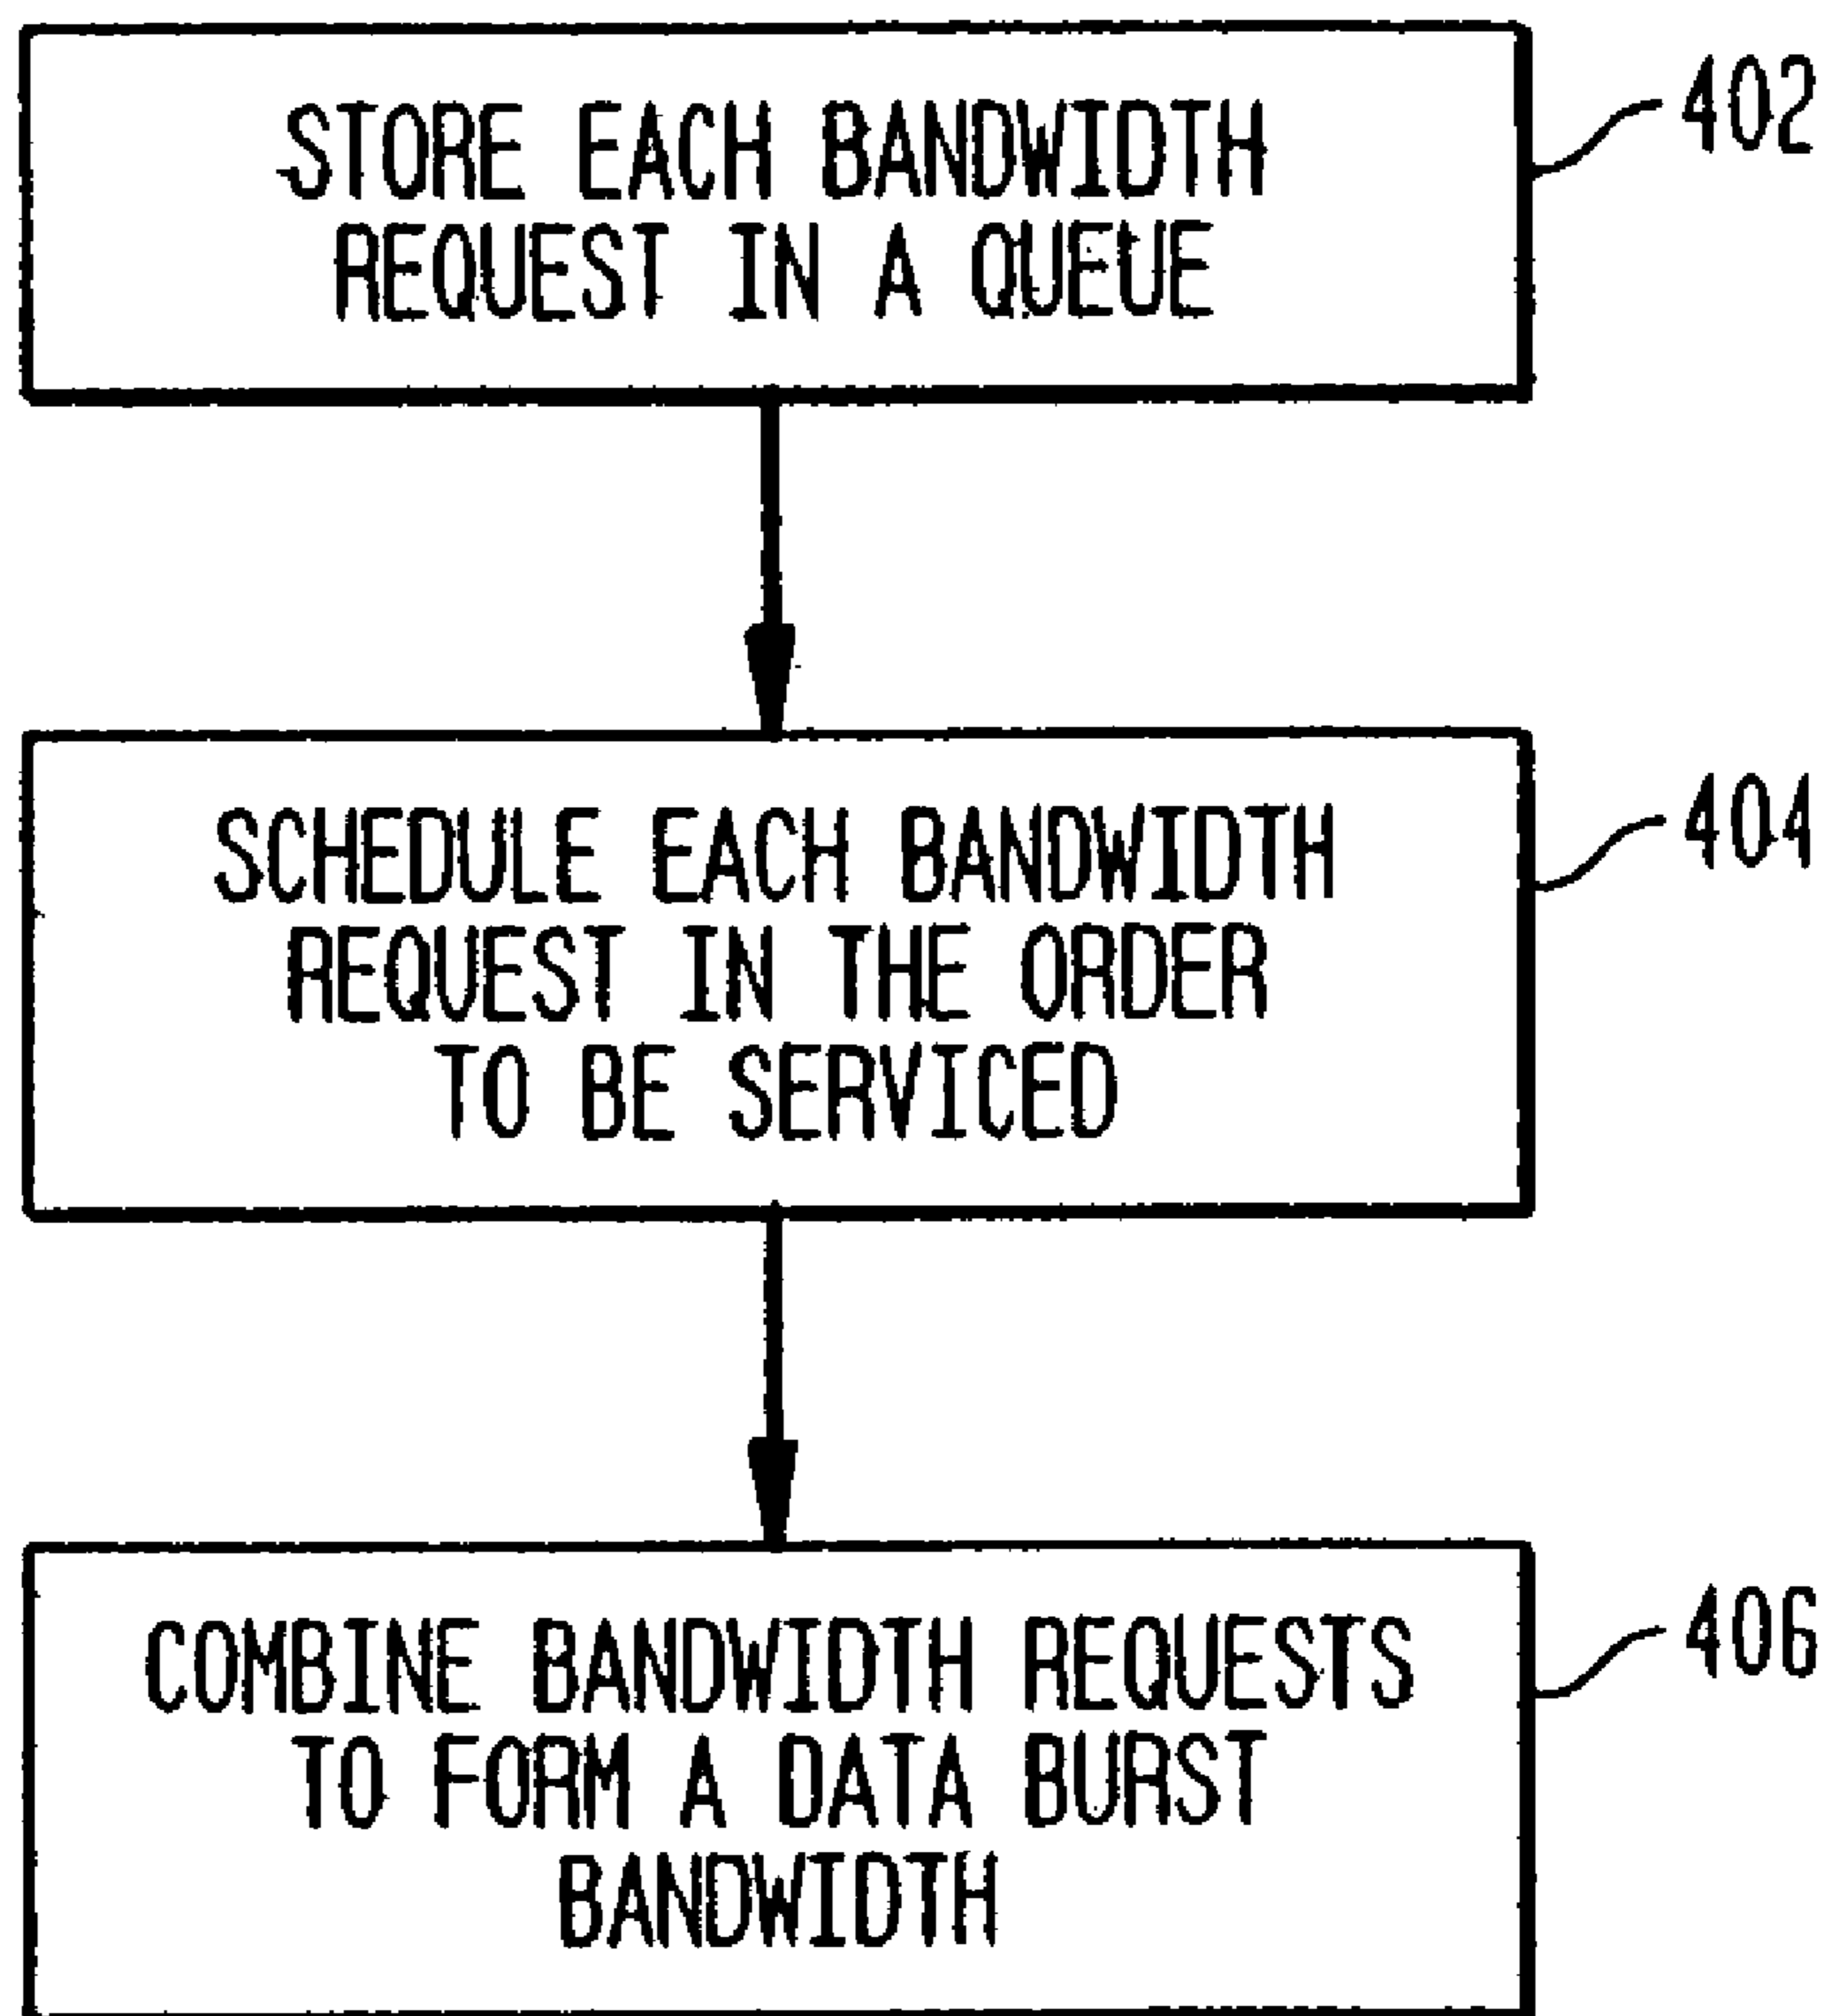 STORE EACH BANDWIDTH
REQUEST IN A QUEUE
402
SCHEDULE EACH BANDWIDTH
REQUEST IN THE ORDER
TO BE SERVICED
404
COMBINE BANDWIDTH REQUESTS
TO FORM A DATA BURST
BANDWIDTH
406